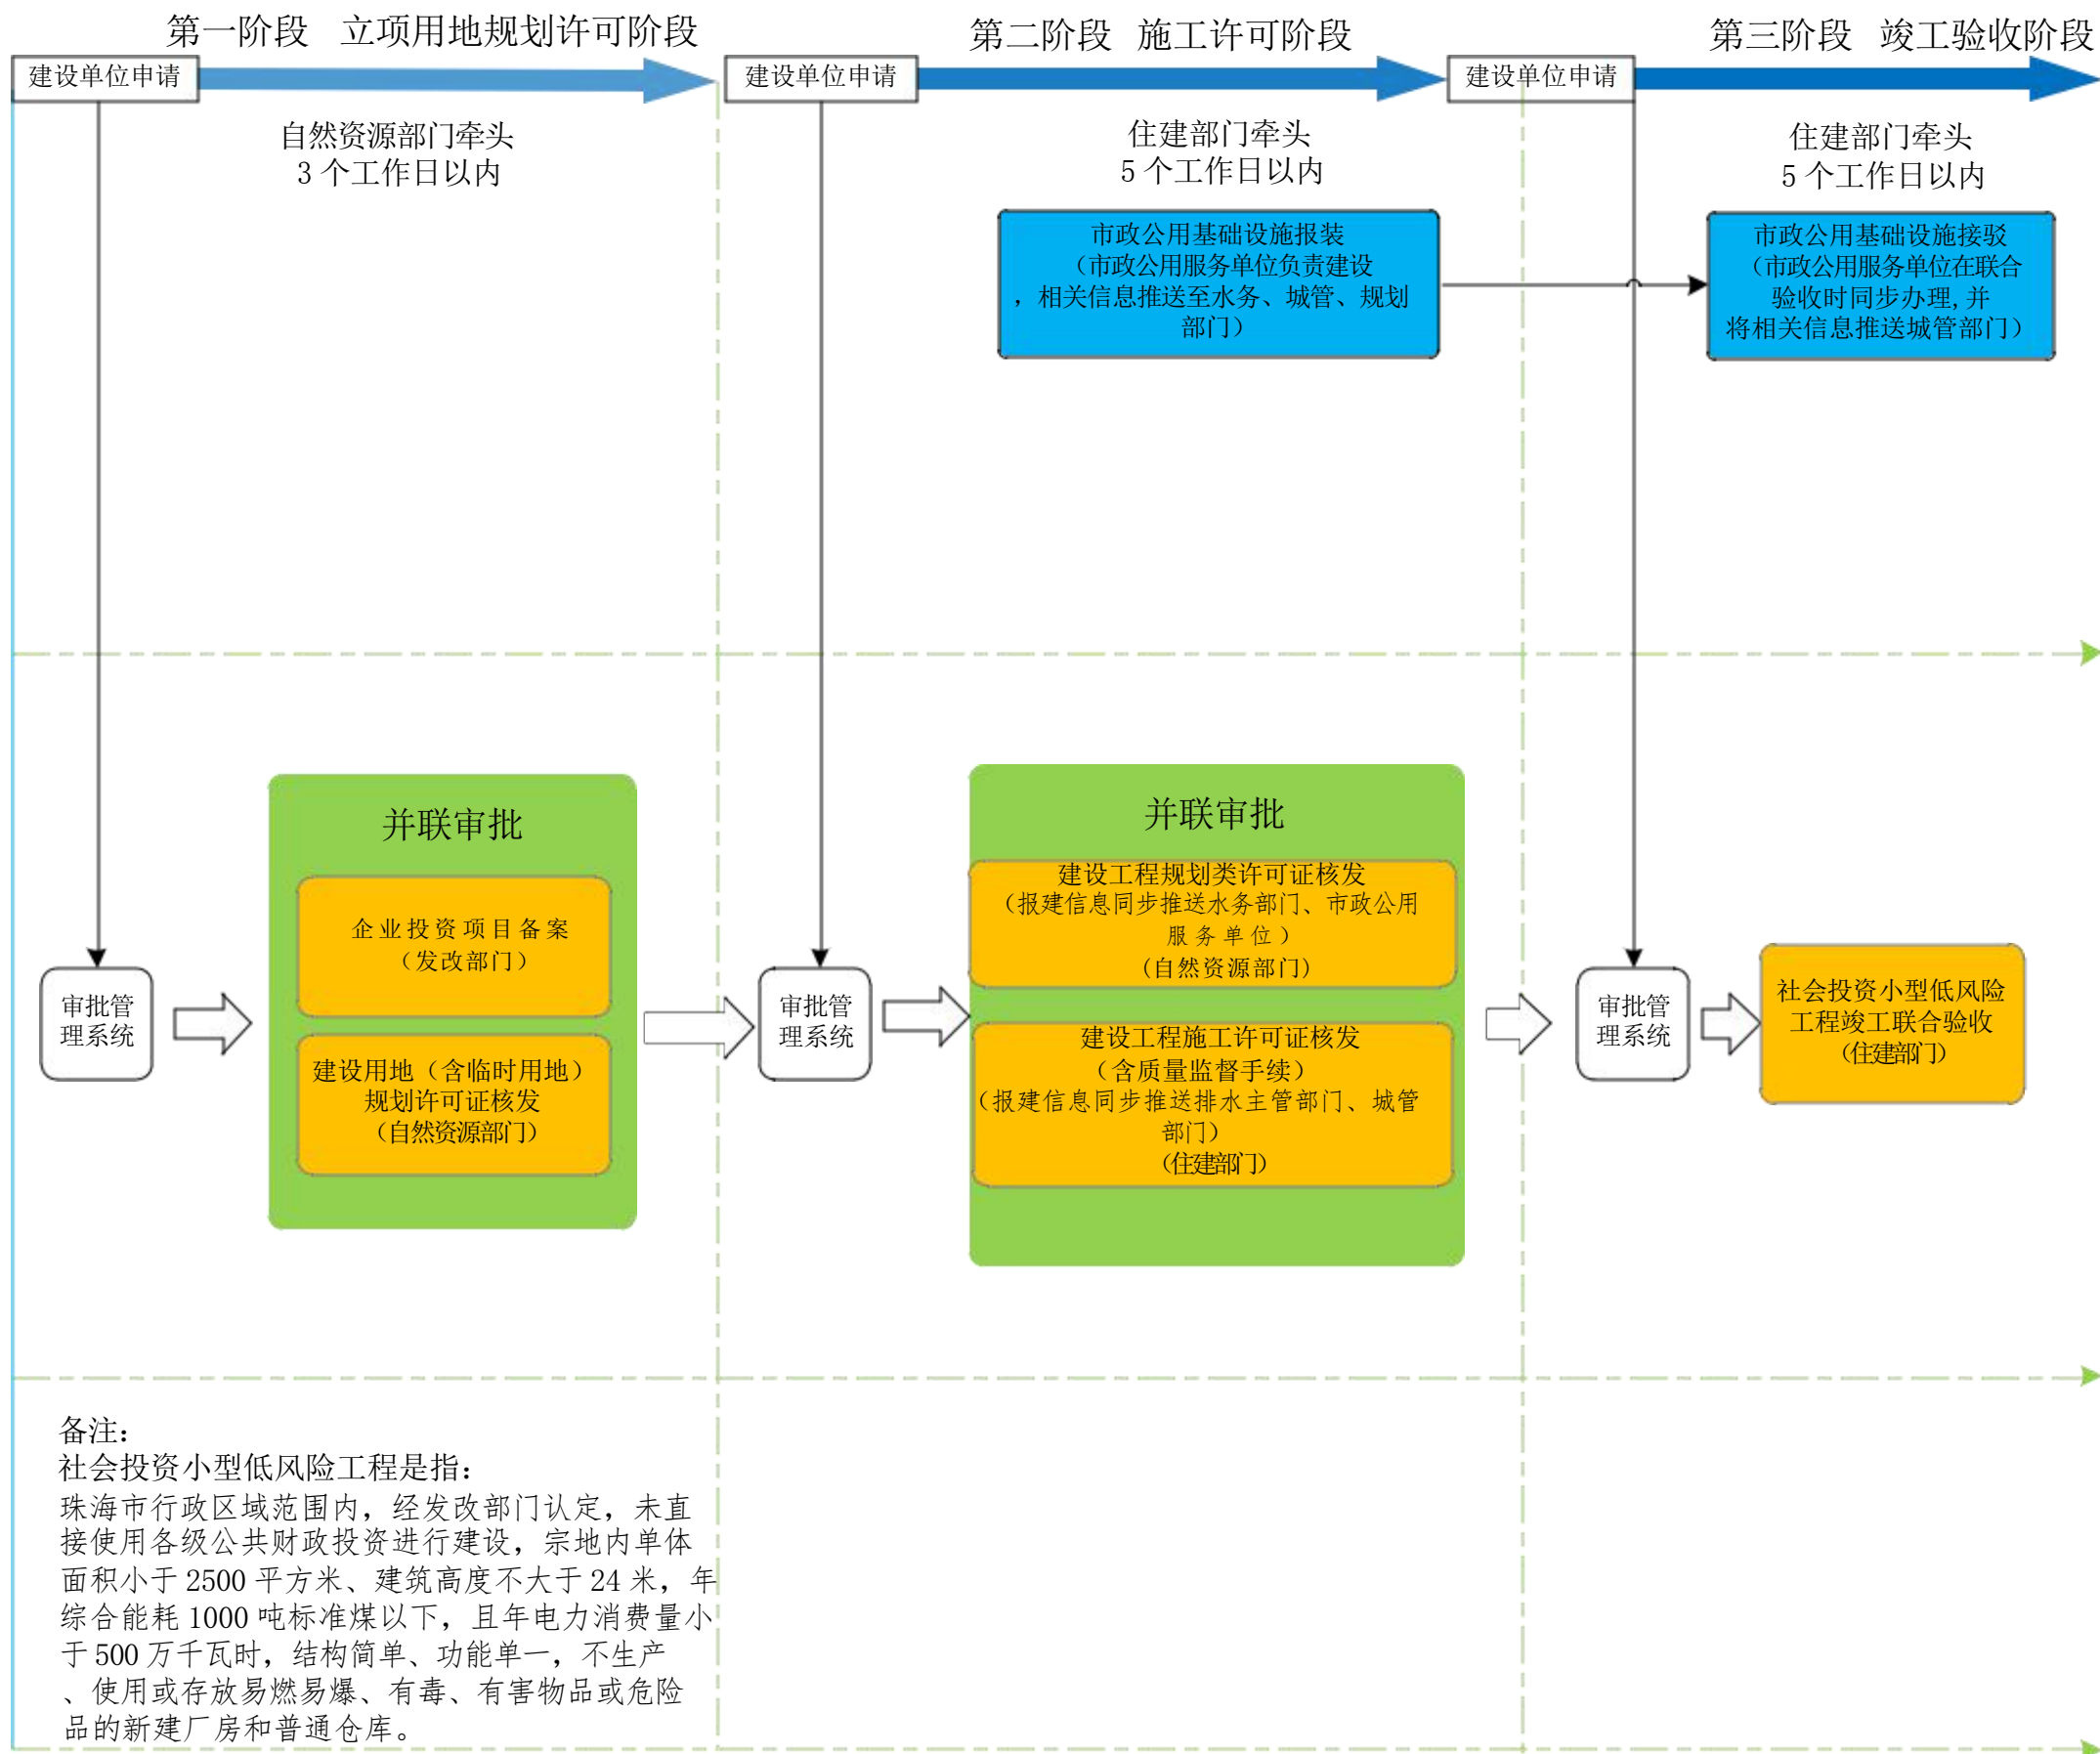 第一阶段 立项用地规划许可阶段
第二阶段 施工许可阶段
第三阶段 竣工验收阶段
建设单位申请
建设单位申请
建设单位申请
自然资源部门牵头
3 个工作日以内
住建部门牵头
5 个工作日以内
住建部门牵头
5 个工作日以内
市政公用基础设施报装
（市政公用服务单位负责建设
，相关信息推送至水务、城管、规划
部门）
市政公用基础设施接驳
（市政公用服务单位在联合
验收时同步办理,并
将相关信息推送城管部门）
审批管
理系统
并联审批
企业投资项目备案
（发改部门）
建设用地（含临时用地）
规划许可证核发
（自然资源部门）
审批管
理系统
并联审批
建设工程规划类许可证核发
（报建信息同步推送水务部门、市政公用
服务单位）
(自然资源部门)
建设工程施工许可证核发
（含质量监督手续）
（报建信息同步推送排水主管部门、城管
部门）
(住建部门)
审批管
理系统
社会投资小型低风险
工程竣工联合验收
(住建部门)
备注：
社会投资小型低风险工程是指：
珠海市行政区域范围内，经发改部门认定，未直
接使用各级公共财政投资进行建设，宗地内单体
面积小于 2500 平方米、建筑高度不大于 24 米，年
综合能耗 1000 吨标准煤以下，且年电力消费量小
于 500 万千瓦时，结构简单、功能单一，不生产
、使用或存放易燃易爆、有毒、有害物品或危险
品的新建厂房和普通仓库。